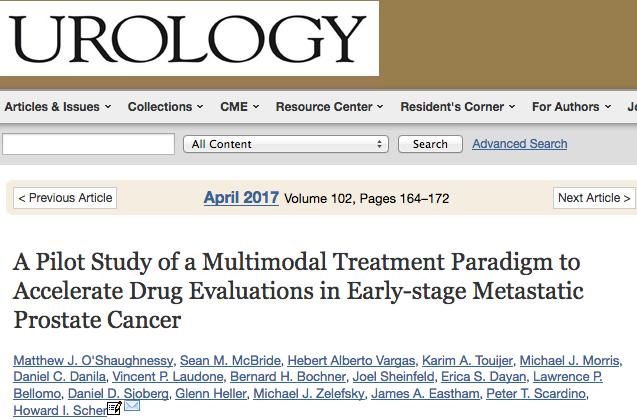 UROLOGY
Articles & Issues Collections CME Resource Center Resident's Corner For Authors
All Content Search Advanced Search
< Previous Article April 2017 Volume 102, Pages 164–172 Next Article >
A Pilot Study of a Multimodal Treatment Paradigm to
Accelerate Drug Evaluations in Early-stage Metastatic
Prostate Cancer
Matthew J. O'Shaughnessy, Sean M. McBride, Hebert Alberto Vargas, Karim A. Touijer, Michael J. Morris,
Daniel C. Danila, Vincent P. Laudone, Bernard H. Bochner, Joel Sheinfeld, Erica S. Dayan, Lawrence P.
Bellomo, Daniel D. Sjoberg, Glenn Heller, Michael J. Zelefsky, James A. Eastham, Peter T. Scardino,
Howard I. Scher